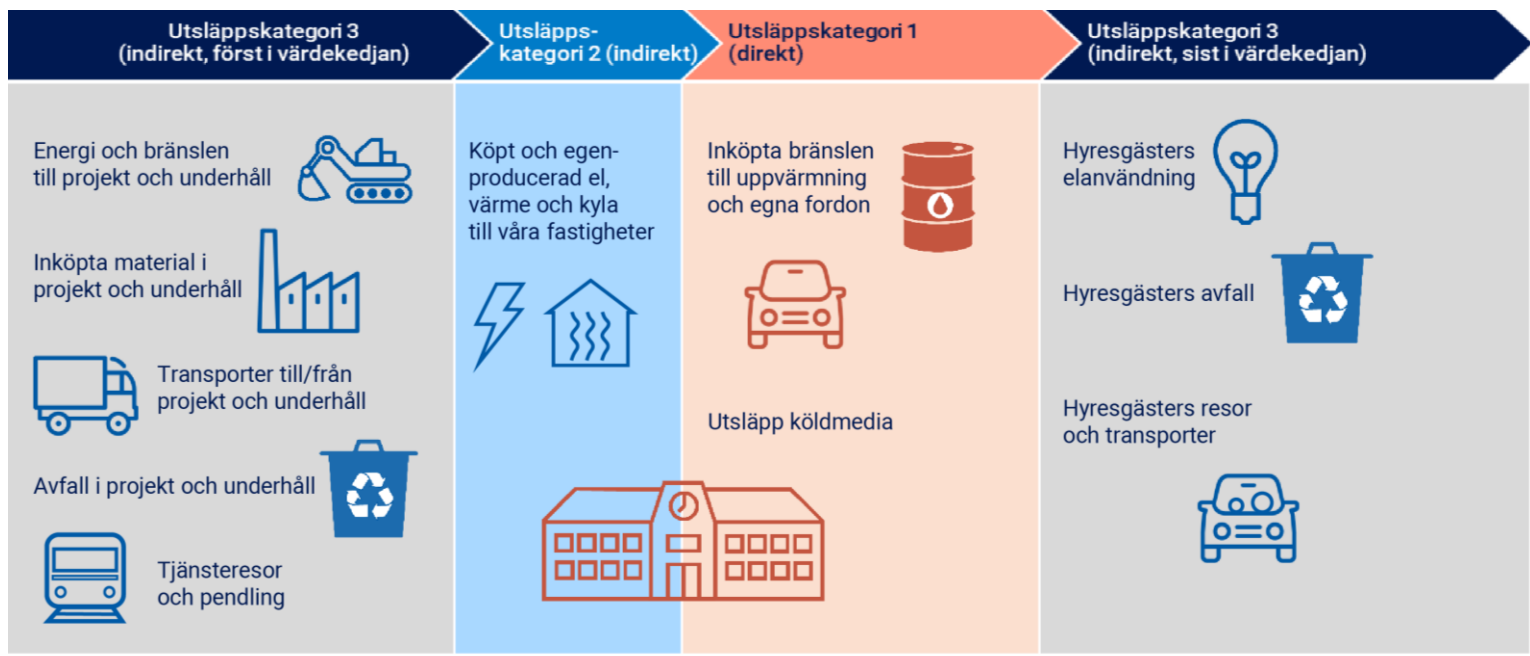 Utsläppskategori 3
(indirekt, först i värdekedjan)
Utsläpps-
kategori 2 (indirekt)
Utsläppskategori 1
(direkt)
Utsläppskategori 3
(indirekt, sist i värdekedjan)
Energi och bränslen
till projekt och underhåll
Inköpta material i
projekt och underhåll
Transporter till/från
projekt och underhåll
Avfall i projekt och underhåll
Tjänsteresor
och pendling
Köpt och egen-
producerad el,
värme och kyla
till våra fastigheter
Inköpta bränslen
till uppvärmning
och egna fordon
Utsläpp köldmedia
Hyresgästers
elanvändning
Hyresgästers avfall
Hyresgästers resor
och transporter